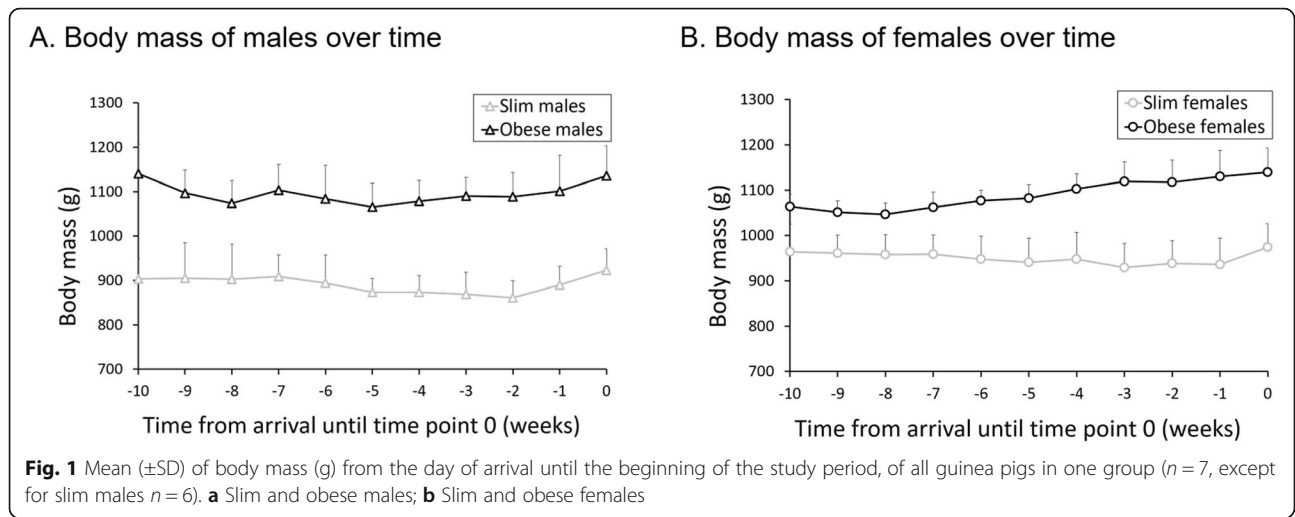 A. Body mass of males over time
1300
1200
1100
1000
900
800
700
Body mass (g)
Slim males
Obese males
-10 -9 -8 -7 -6 -5 -4 -3 -2 -1 0
Time from arrival until time point 0 (weeks)
B. Body mass of females over time
1300
1200
1100
1000
900
800
700
Body mass (g)
Slim females
Obese females
-10 -9 -8 -7 -6 -5 -4 -3 -2 -1 0
Time from arrival until time point 0 (weeks)
Fig. 1 Mean (±SD) of body mass (g) from the day of arrival until the beginning of the study period, of all guinea pigs in one group (n = 7, except
for slim males n = 6). a Slim and obese males; b Slim and obese females